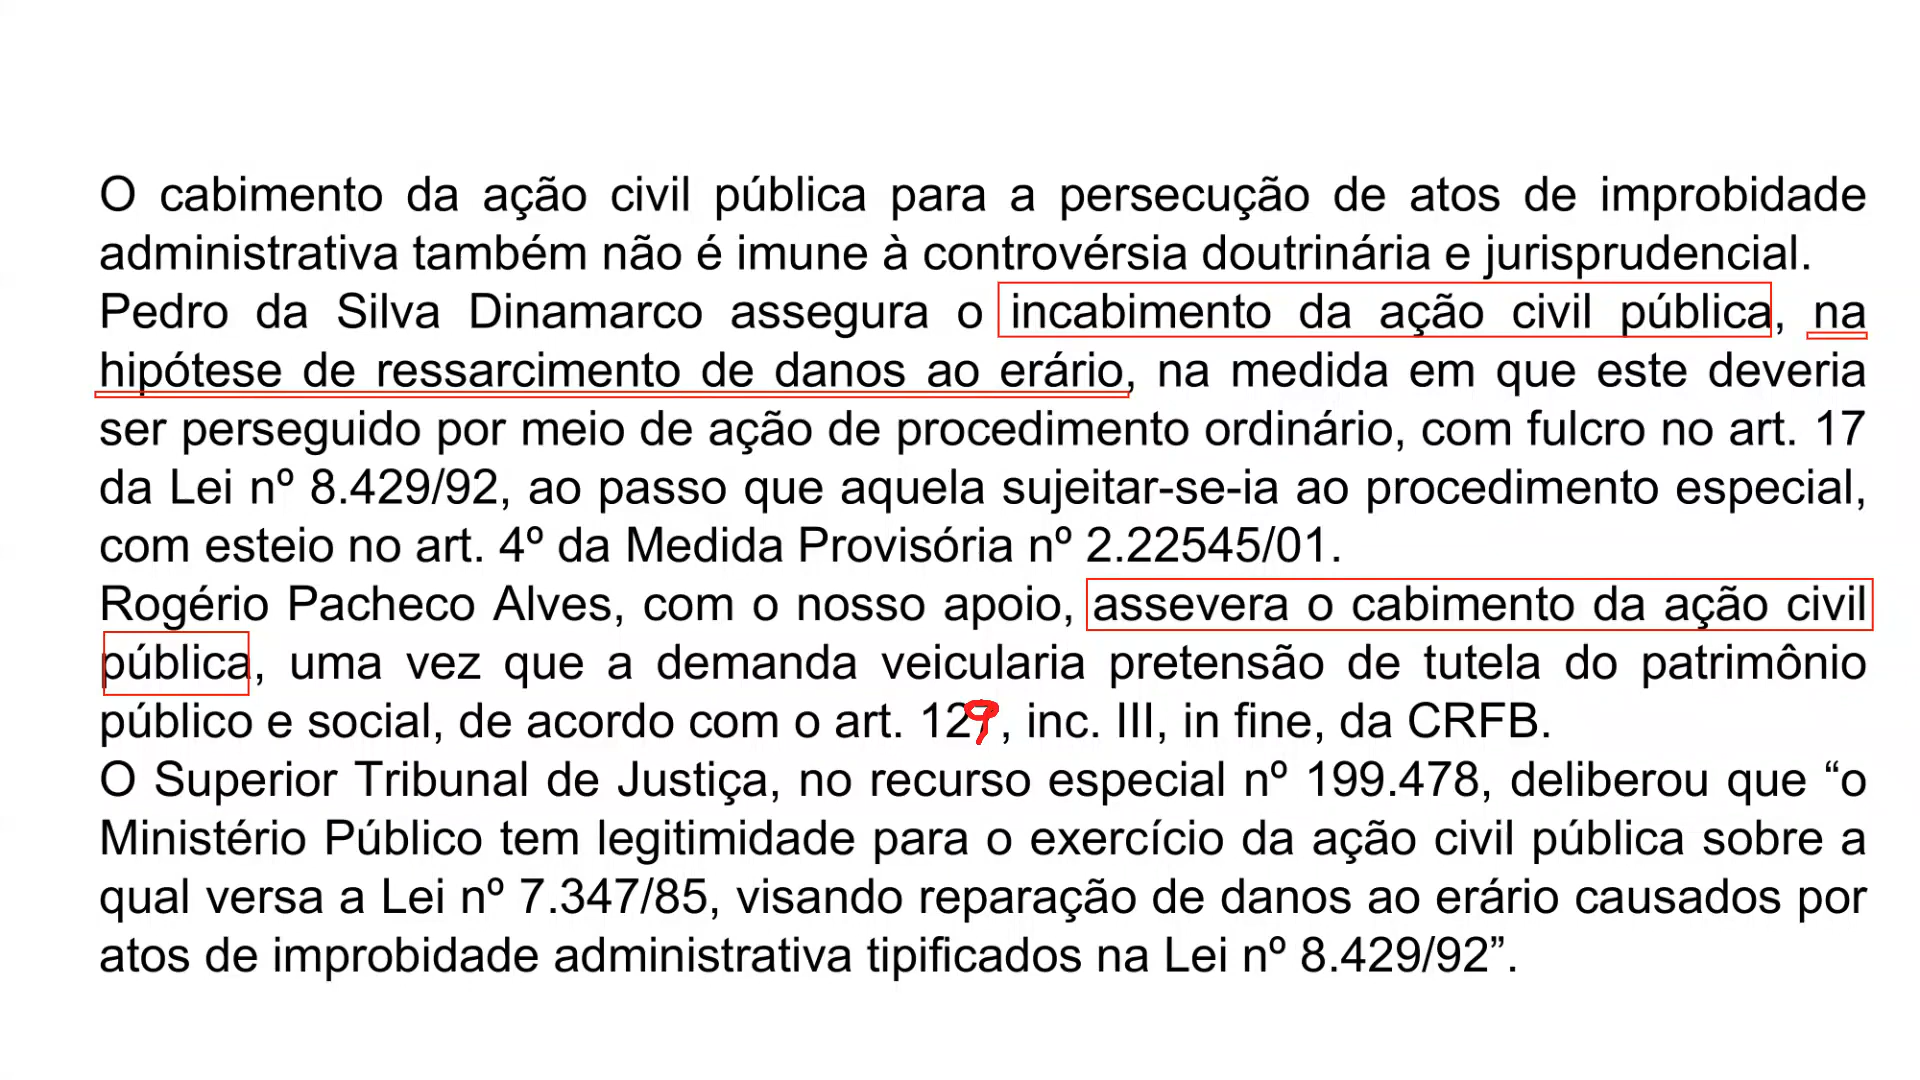 O cabimento da ação civil pública para a persecução de atos de improbidade
administrativa também não é imune à controvérsia doutrinária e jurisprudencial.
Pedro da Silva Dinamarco assegura o incabimento da ação civil pública, na
hipótese de ressarcimento de danos ao erário, na medida em que este deveria
ser perseguido por meio de ação de procedimento ordinário, com fulcro no art. 17
da Lei nº 8.429/92, ao passo que aquela sujeitar-se-ia ao procedimento especial,
com esteio no art. 4º da Medida Provisória nº 2.22545/01.
Rogério Pacheco Alves, com o nosso apoio, assevera o cabimento da ação civil
pública, uma vez que a demanda veicularia pretensão de tutela do patrimônio
público e social, de acordo com o art. 129, inc. III, in fine, da CRFB.
O Superior Tribunal de Justiça, no recurso especial nº 199.478, deliberou que “o
Ministério Público tem legitimidade para o exercício da ação civil pública sobre a
qual versa a Lei nº 7.347/85, visando reparação de danos ao erário causados por
atos de improbidade administrativa tipificados na Lei nº 8.429/92”.